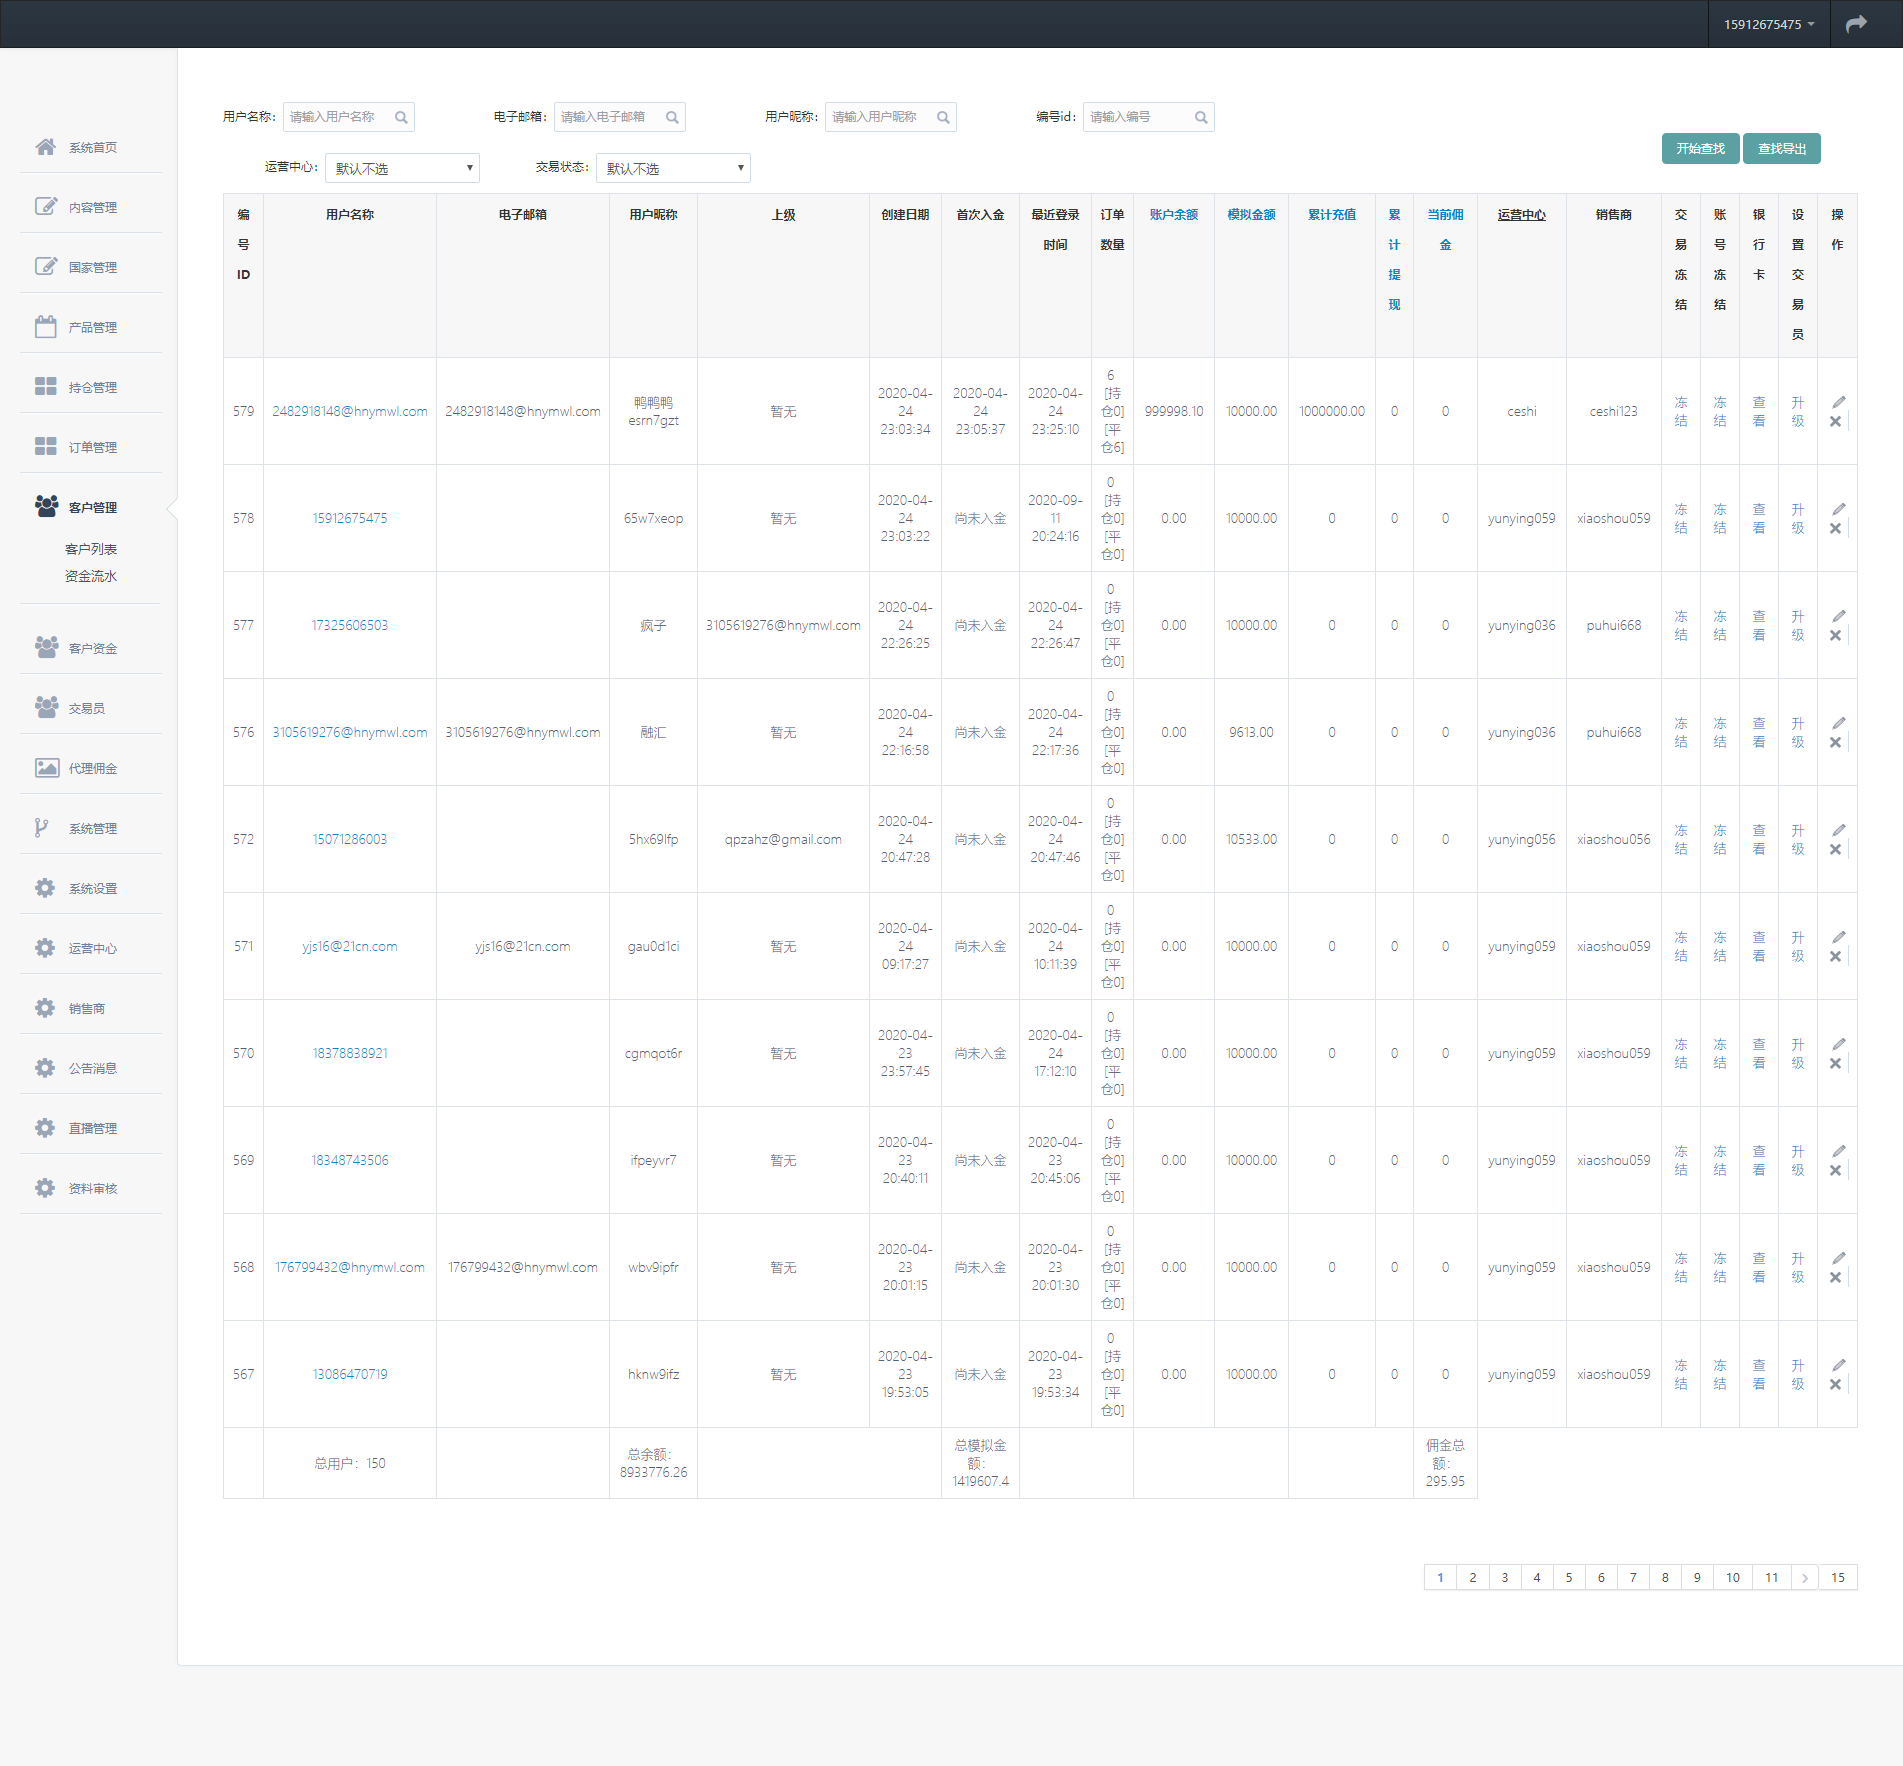 15912675475
系统首页
内容管理
国家管理
产品管理
持仓管理
订单管理
客户管理
客户列表
资金流水
客户资金
交易员
代理佣金
系统管理
系统设置
运营中心
销售商
公告消息
直播管理
资料审核
用户名称： 请输入用户名称 电子邮箱： 请输入电子邮箱 用户昵称： 请输入用户昵称 编号id： 请输入编号
运营中心： 默认不选 交易状态： 默认不选 开始查找 查找导出
编号ID 用户名称 电子邮箱 用户昵称 上级 创建日期 首次入金 最近登录时间 订单数量 账户余额 模拟金额 累计充值 累计提现 当前佣金 运营中心 销售商 交易冻结 账号冻结 银行卡 设置交易员 操作
579 2482918148@hnymwl.com 2482918148@hnymwl.com 鸭鸭鸭 esrn7gzt 暂无 2020-04-24 23:03:34 2020-04-24 23:05:37 2020-04-24 23:25:10 6 [持仓0] [平仓6] 999998.10 10000.00 1000000.00 0 0 ceshi ceshi123 冻结 冻结 查看 升级
578 15912675475 65w7xeop 暂无 2020-04-24 23:03:22 尚未入金 2020-09-11 20:24:16 0 [持仓0] [平仓0] 0.00 10000.00 0 0 0 yunying059 xiaoshou059 冻结 冻结 查看 升级
577 17325606503 疯子 3105619276@hnymwl.com 2020-04-24 22:26:25 尚未入金 2020-04-24 22:26:47 0 [持仓0] [平仓0] 0.00 10000.00 0 0 0 yunying036 puhui668 冻结 冻结 查看 升级
576 3105619276@hnymwl.com 3105619276@hnymwl.com 融汇 暂无 2020-04-24 22:16:58 尚未入金 2020-04-24 22:17:36 0 [持仓0] [平仓0] 0.00 9613.00 0 0 0 yunying036 puhui668 冻结 冻结 查看 升级
572 15071286003 5hx69lfp qpzahz@gmail.com 2020-04-24 20:47:28 尚未入金 2020-04-24 20:47:46 0 [持仓0] [平仓0] 0.00 10533.00 0 0 0 yunying056 xiaoshou056 冻结 冻结 查看 升级
571 yjs16@21cn.com yjs16@21cn.com gau0d1ci 暂无 2020-04-24 09:17:27 尚未入金 2020-04-24 10:11:39 0 [持仓0] [平仓0] 0.00 10000.00 0 0 0 yunying059 xiaoshou059 冻结 冻结 查看 升级
570 18378838921 cgmqot6r 暂无 2020-04-23 23:57:45 尚未入金 2020-04-24 17:12:10 0 [持仓0] [平仓0] 0.00 10000.00 0 0 0 yunying059 xiaoshou059 冻结 冻结 查看 升级
569 18348743506 ifpeyvr7 暂无 2020-04-23 20:40:11 尚未入金 2020-04-23 20:45:06 0 [持仓0] [平仓0] 0.00 10000.00 0 0 0 yunying059 xiaoshou059 冻结 冻结 查看 升级
568 176799432@hnymwl.com 176799432@hnymwl.com wbv9ipfr 暂无 2020-04-23 20:01:15 尚未入金 2020-04-23 20:01:30 0 [持仓0] [平仓0] 0.00 10000.00 0 0 0 yunying059 xiaoshou059 冻结 冻结 查看 升级
567 13086470719 hknw9ifz 暂无 2020-04-23 19:53:05 尚未入金 2020-04-23 19:53:34 0 [持仓0] [平仓0] 0.00 10000.00 0 0 0 yunying059 xiaoshou059 冻结 冻结 查看 升级
总用户：150 总余额：8933776.26 总模拟金额：1419607.4 佣金总额：295.95
1 2 3 4 5 6 7 8 9 10 11 > 15